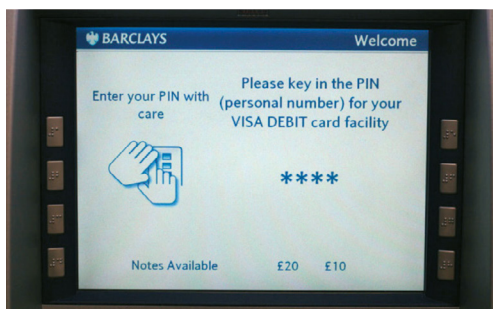 BARCLAYS Welcome
Enter your PIN with
care
Please key in the PIN
(personal number) for your
VISA DEBIT card facility
****
Notes Available £20 £10